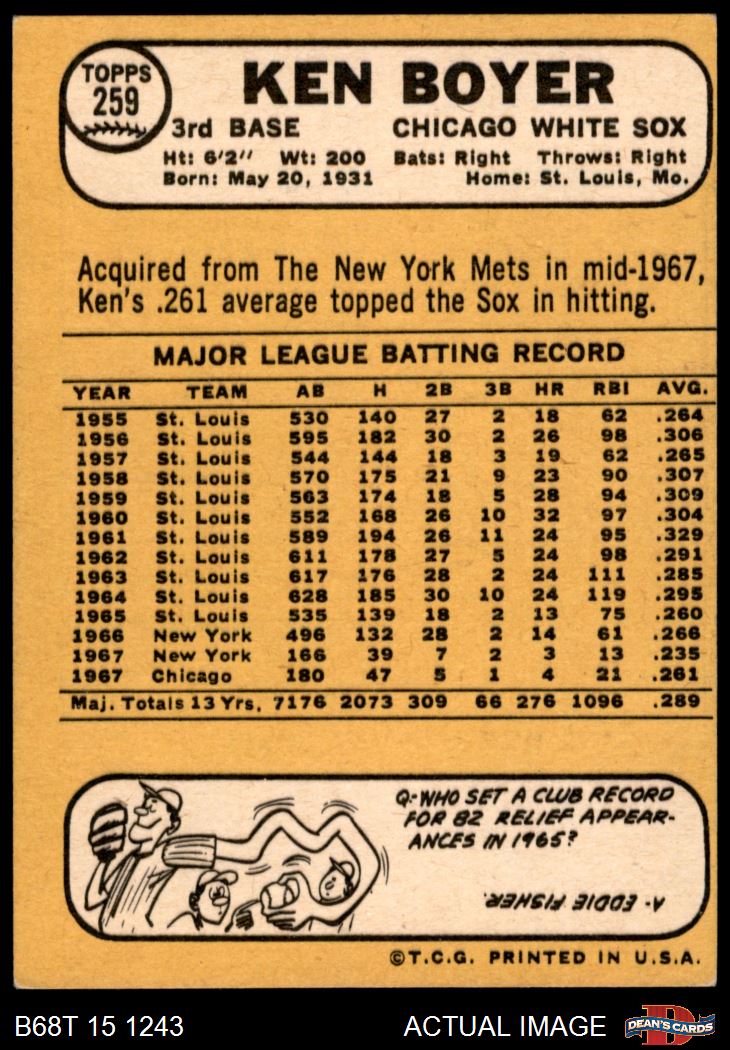 TOPPS
259
KEN BOYER
3rd BASE CHICAGO WHITE SOX
Ht: 6'2" Wt: 200 Bats: Right Throws: Right
Born: May 20, 1931 Home: St. Louis, Mo.
Acquired from The New York Mets in mid-1967,
Ken's .261 average topped the Sox in hitting.
MAJOR LEAGUE BATTING RECORD
YEAR TEAM AB H 2B 3B HR RBI AVG.
1955 St. Louis 530 140 27 2 18 62 .264
1956 St. Louis 595 182 30 2 26 98 .306
1957 St. Louis 544 144 18 3 19 62 .265
1958 St. Louis 570 175 21 9 23 90 .307
1959 St. Louis 563 174 18 5 28 94 .309
1960 St. Louis 552 168 26 10 32 97 .304
1961 St. Louis 589 194 26 11 24 95 .329
1962 St. Louis 611 178 27 5 24 98 .291
1963 St. Louis 617 176 28 2 24 111 .285
1964 St. Louis 628 185 30 10 24 119 .295
1965 St. Louis 535 139 18 2 13 75 .260
1966 New York 496 132 28 2 14 61 .266
1967 New York 166 39 7 2 3 13 .235
1967 Chicago 180 47 5 1 4 21 .261
Maj. Totals 13 Yrs. 7176 2073 309 66 276 1096 .289
Q-WHO SET A CLUB RECORD
FOR 82 RELIEF APPEAR-
ANCES IN 1965?
A- EDDIE FISHER.
©T.C.G. PRINTED IN U.S.A.
B68T 15 1243 ACTUAL IMAGE DEAN'S CARDS